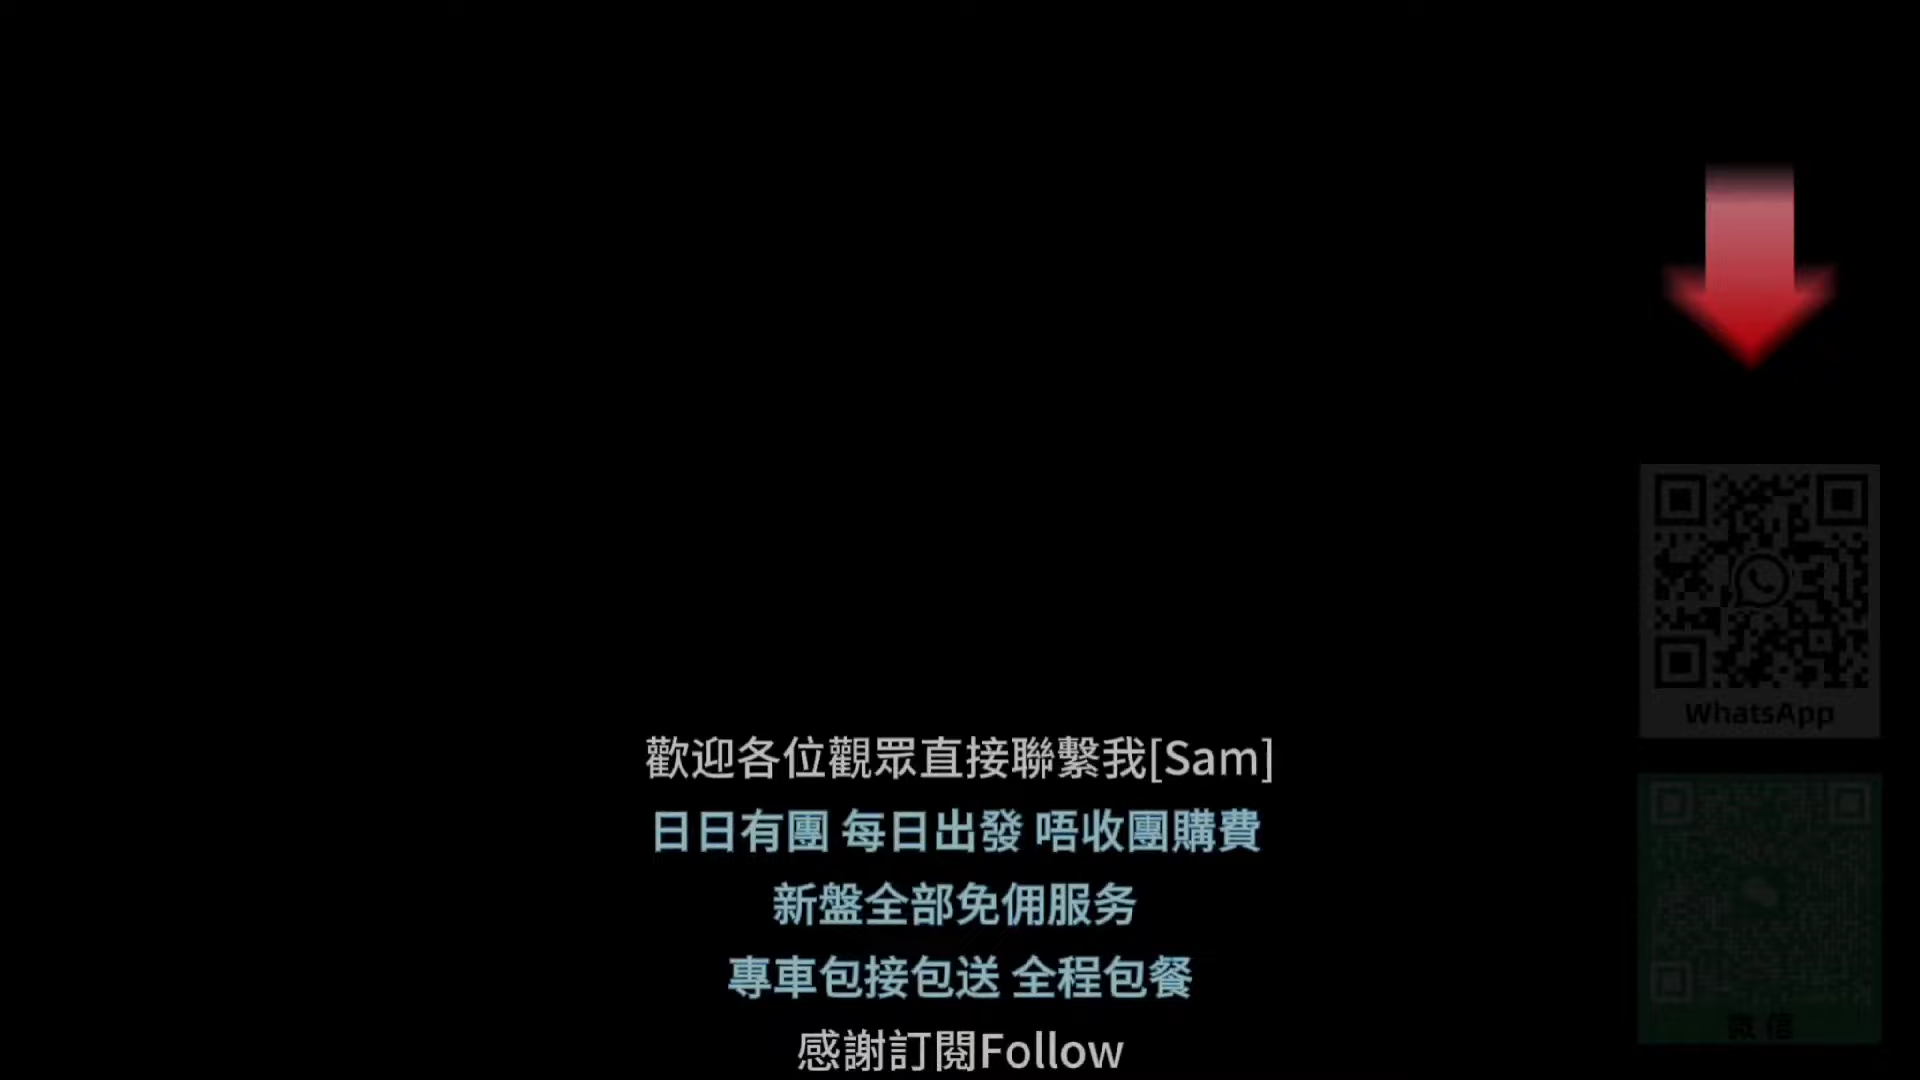 WhatsApp
歡迎各位觀眾直接聯繫我[Sam]
日日有團 每日出發 唔收團購費
新盤全部免佣服务
專車包接包送 全程包餐
微信
感謝訂閱Follow